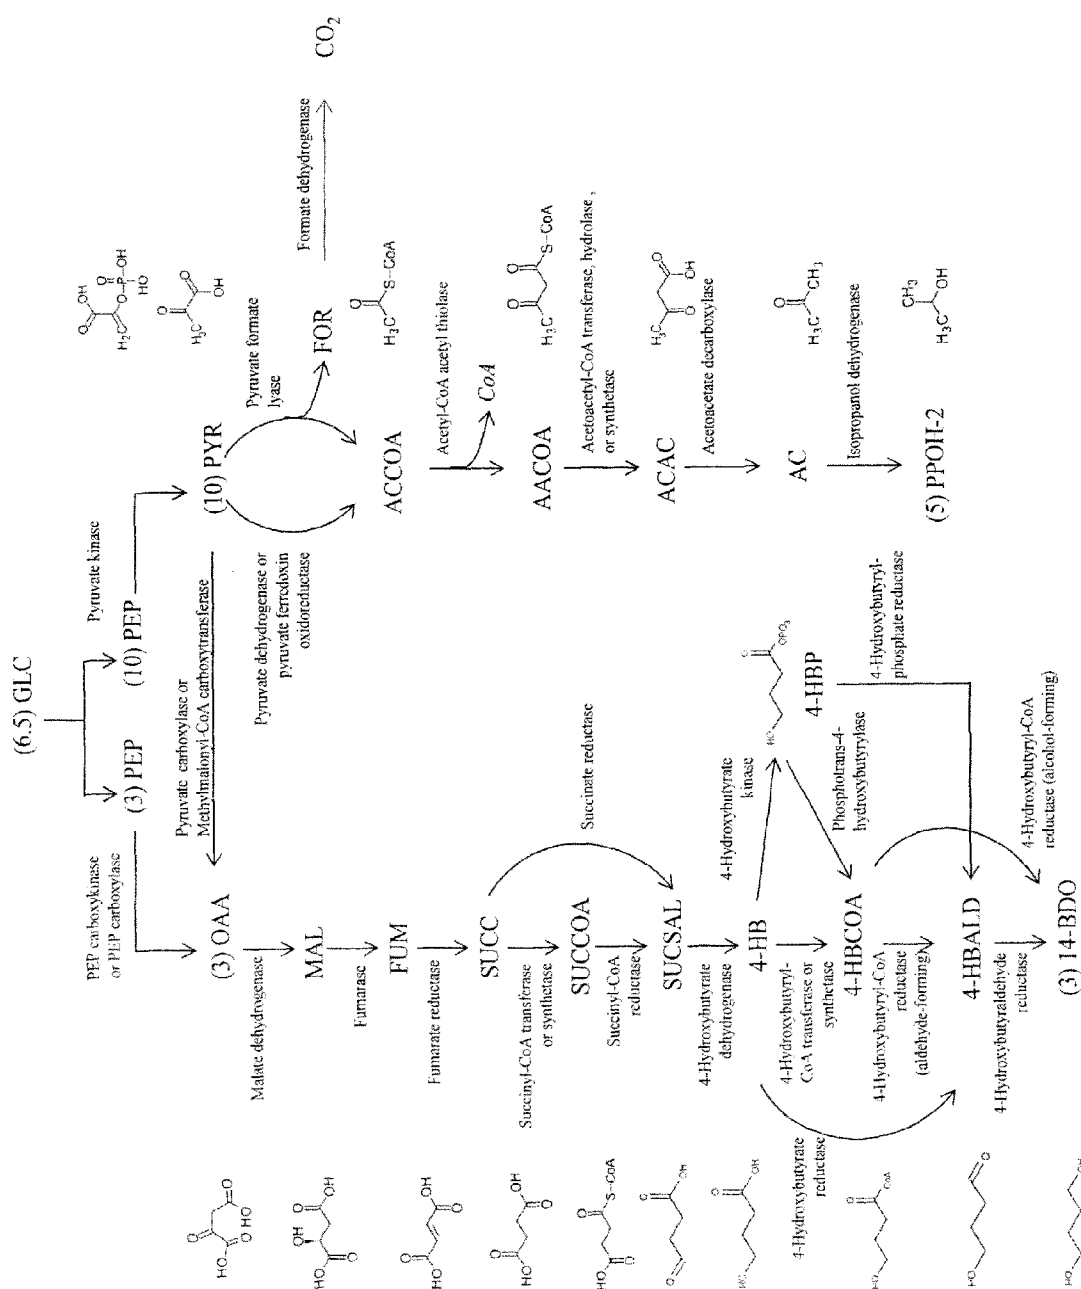 (6.5) GLC
(3) PEP
(10) PEP
Pyruvate kinase
PEP carboxykinase
or PEP carboxylase
(10) PYR
Pyruvate carboxylase or
Methylmalonyl-CoA carboxytransferase
(3) OAA
Pyruvate formate
lyase
FOR
Formate dehydrogenase
CO2
Pyruvate dehydrogenase or
pyruvate ferredoxin
oxidoreductase
ACCOA
Acetyl-CoA acetyl thiolase
CoA
AACOA
Acetoacetyl-CoA transferase, hydrolase ,
or synthetase
ACAC
Acetoacetate decarboxylase
AC
Isopropanol dehydrogenase
(5) PPOH-2
Malate dehydrogenase
MAL
Fumarase
FUM
Fumarate reductase
SUCC
Succinyl-CoA transferase
or synthetase
SUCCOA
Succinate reductase
Succinyl-CoA
reductase
SUCSAL
4-Hydroxybutyrate
dehydrogenase
4-HB
4-Hydroxybutyrate
kinase
4-HBP
4-Hydroxybutyryl-
phosphate reductase
Phosphotrans-4-
hydroxybutyrylase
4-Hydroxybutyryl-
CoA transferase or
synthetase
4-HBCOA
4-Hydroxybutyryl-CoA
reductase
(aldehyde-forming)
4-Hydroxybutyrate
reductase
4-HBALD
4-Hydroxybutyraldehyde
reductase
4-Hydroxybutyryl-CoA
reductase (alcohol-forming)
(3) 14-BDO